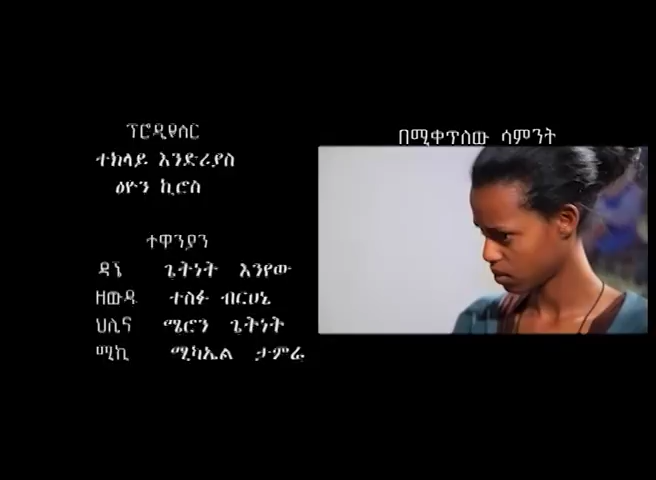 ፕሮዲዩሰር
ተክላይ እንድሪያስ
ዕዮን ኪሮስ
ተዋንያን
ዳኜ ጌትነት እንየው
ዘውዱ ተስፋ ብርሀኔ
ህሊና ሜሮን ጌትነት
ሚኪ ሚካኤል ታምሬ
በሚቀጥለው ሳምንት